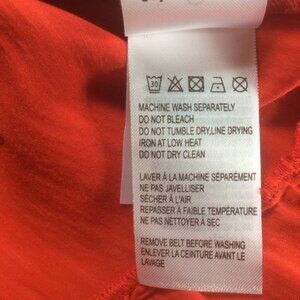 30
MACHINE WASH SEPARATELY
DO NOT BLEACH
DO NOT TUMBLE DRY,LINE DRYING
IRON AT LOW HEAT
DO NOT DRY CLEAN
LAVER À LA MACHINE SÉPARÉMENT
NE PAS JAVELLISER
SÉCHER À L'AIR
REPASSER À FAIBLE TEMPÉRATURE
NE PAS NETTOYER À SEC
REMOVE BELT BEFORE WASHING
ENLEVER LA CEINTURE AVANT LE
LAVAGE